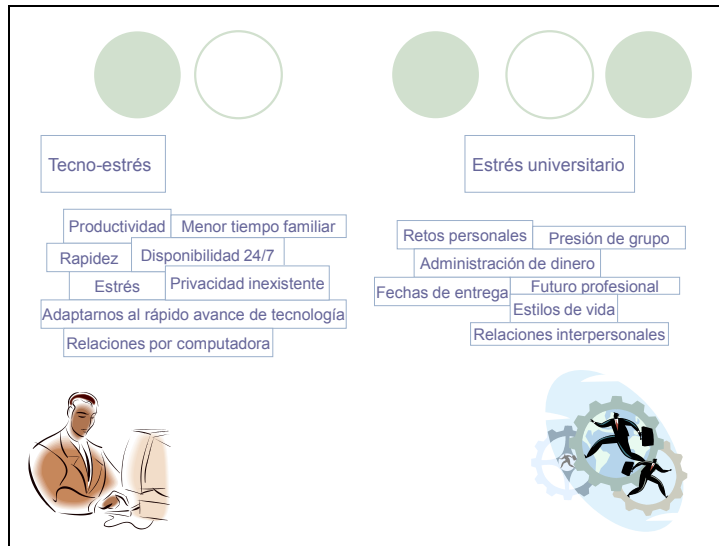 Tecno-estrés
Productividad
Menor tiempo familiar
Rapidez
Disponibilidad 24/7
Estrés
Privacidad inexistente
Adaptarnos al rápido avance de tecnología
Relaciones por computadora
Estrés universitario
Retos personales
Presión de grupo
Administración de dinero
Fechas de entrega
Futuro profesional
Estilos de vida
Relaciones interpersonales